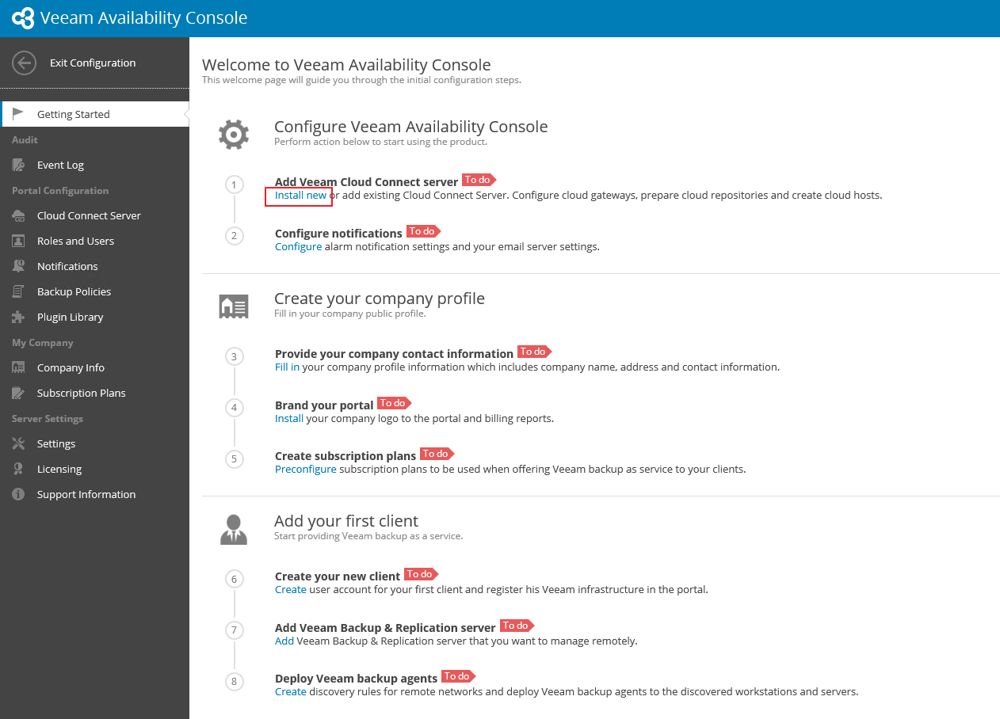 Veeam Availability Console
Exit Configuration
Getting Started
Audit
Event Log
Portal Configuration
Cloud Connect Server
Roles and Users
Notifications
Backup Policies
Plugin Library
My Company
Company Info
Subscription Plans
Server Settings
Settings
Licensing
Support Information
Welcome to Veeam Availability Console
This welcome page will guide you through the initial configuration steps.
Configure Veeam Availability Console
Perform action below to start using the product.
1 Add Veeam Cloud Connect server To do
Install new or add existing Cloud Connect Server. Configure cloud gateways, prepare cloud repositories and create cloud hosts.
2 Configure notifications To do
Configure alarm notification settings and your email server settings.
Create your company profile
Fill in your company public profile.
3 Provide your company contact information To do
Fill in your company profile information which includes company name, address and contact information.
4 Brand your portal To do
Install your company logo to the portal and billing reports.
5 Create subscription plans To do
Preconfigure subscription plans to be used when offering Veeam backup as service to your clients.
Add your first client
Start providing Veeam backup as a service.
6 Create your new client To do
Create user account for your first client and register his Veeam infrastructure in the portal.
7 Add Veeam Backup & Replication server To do
Add Veeam Backup & Replication server that you want to manage remotely.
8 Deploy Veeam backup agents To do
Create discovery rules for remote networks and deploy Veeam backup agents to the discovered workstations and servers.